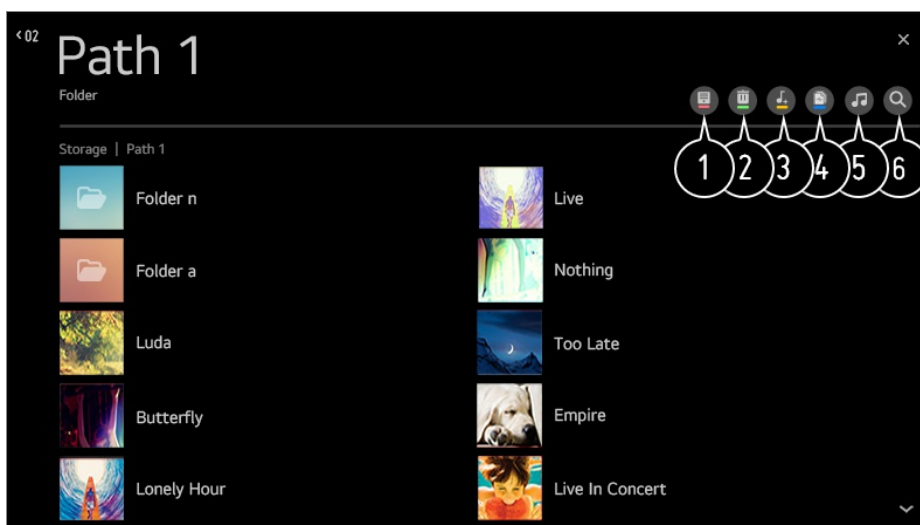 <02
Path 1
×
Folder
1 2 3 4 5 6
Storage | Path 1
Folder n
Live
Folder a
Nothing
Luda
Too Late
Butterfly
Empire
Lonely Hour
Live In Concert